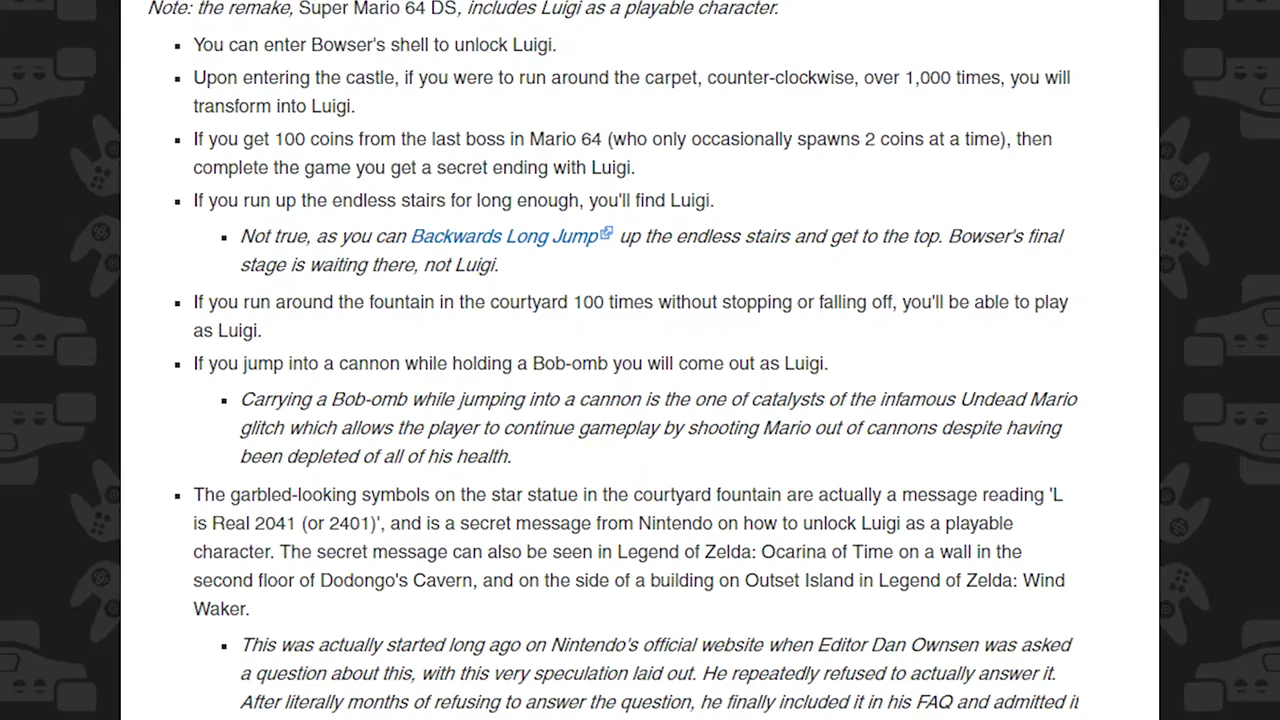 Note: the remake, Super Mario 64 DS, includes Luigi as a playable character.
You can enter Bowser's shell to unlock Luigi.
Upon entering the castle, if you were to run around the carpet, counter-clockwise, over 1,000 times, you will
transform into Luigi.
If you get 100 coins from the last boss in Mario 64 (who only occasionally spawns 2 coins at a time), then
complete the game you get a secret ending with Luigi.
If you run up the endless stairs for long enough, you'll find Luigi.
Not true, as you can Backwards Long Jump up the endless stairs and get to the top. Bowser's final
stage is waiting there, not Luigi.
If you run around the fountain in the courtyard 100 times without stopping or falling off, you'll be able to play
as Luigi.
If you jump into a cannon while holding a Bob-omb you will come out as Luigi.
Carrying a Bob-omb while jumping into a cannon is the one of catalysts of the infamous Undead Mario
glitch which allows the player to continue gameplay by shooting Mario out of cannons despite having
been depleted of all of his health.
The garbled-looking symbols on the star statue in the courtyard fountain are actually a message reading 'L
is Real 2041 (or 2401)', and is a secret message from Nintendo on how to unlock Luigi as a playable
character. The secret message can also be seen in Legend of Zelda: Ocarina of Time on a wall in the
second floor of Dodongo's Cavern, and on the side of a building on Outset Island in Legend of Zelda: Wind
Waker.
This was actually started long ago on Nintendo's official website when Editor Dan Ownsen was asked
a question about this, with this very speculation laid out. He repeatedly refused to actually answer it.
After literally months of refusing to answer the question, he finally included it in his FAQ and admitted it